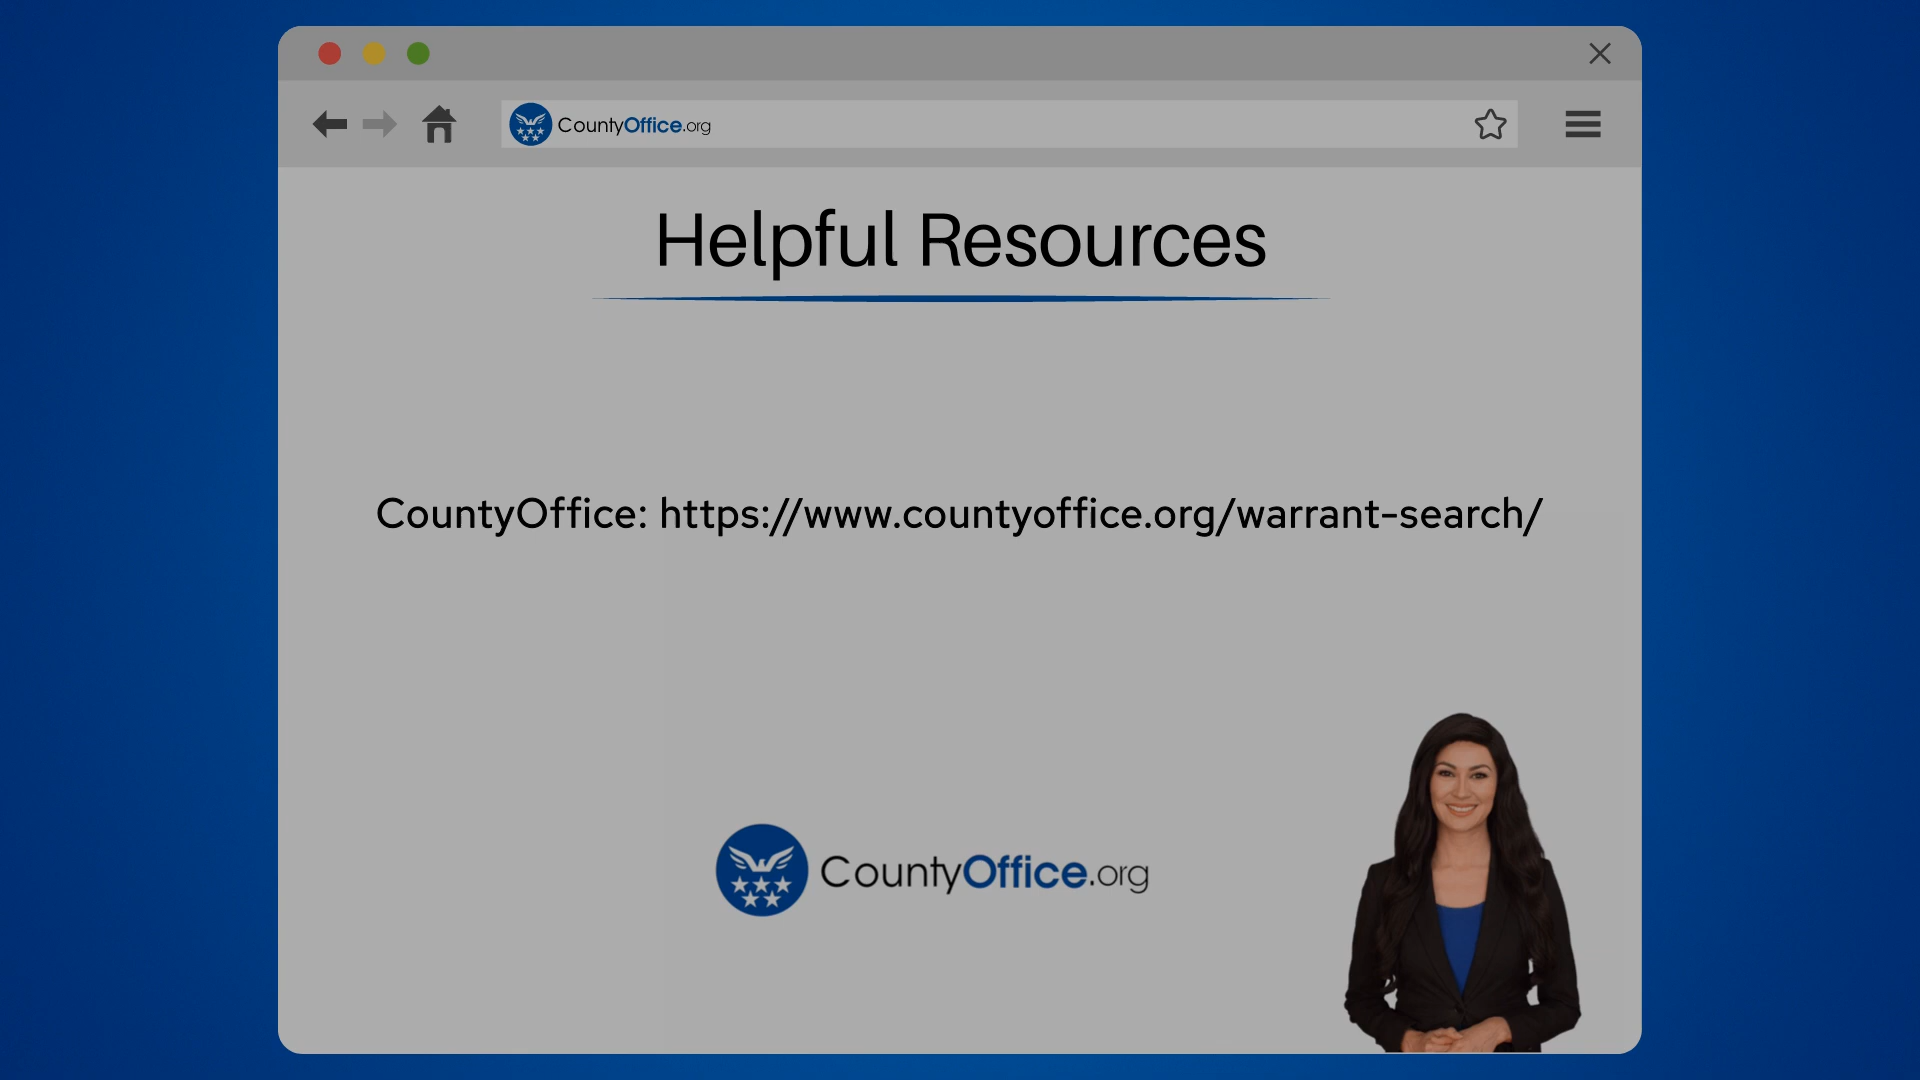 CountyOffice.org
Helpful Resources
CountyOffice: https://www.countyoffice.org/warrant-search/
CountyOffice.org